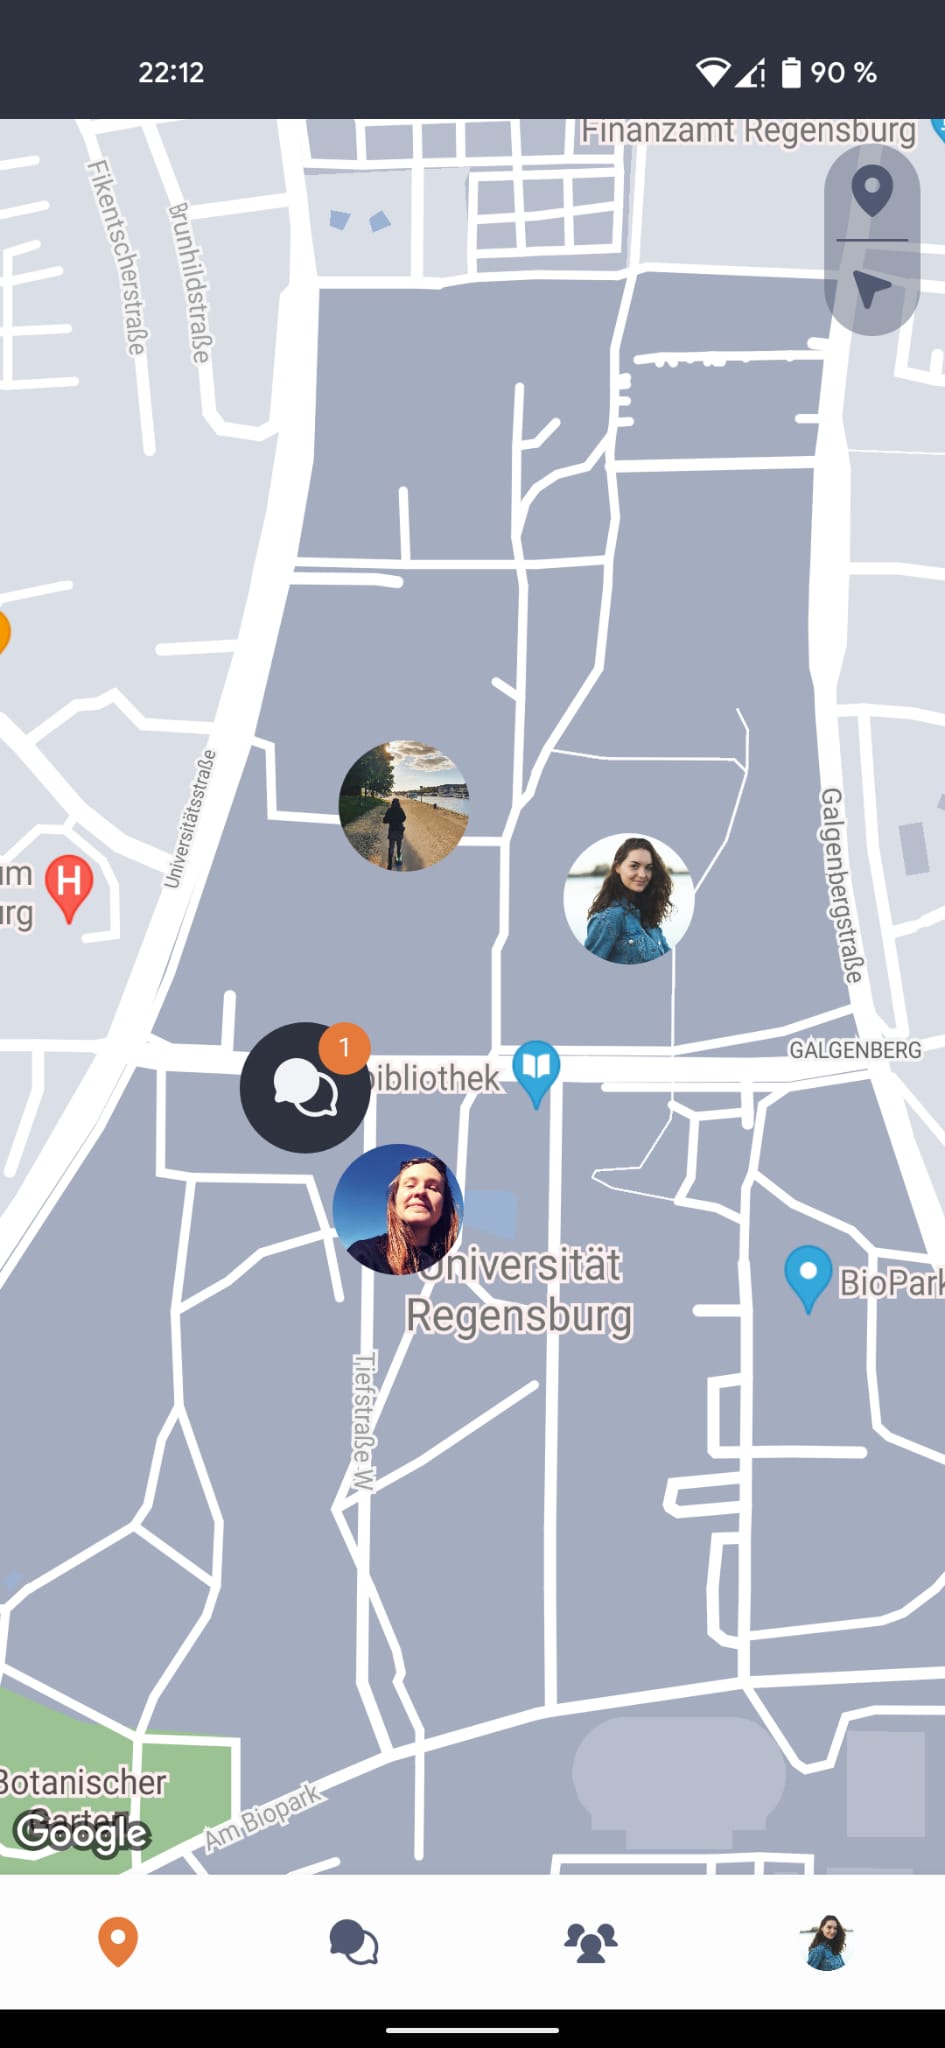 22:12
90 %
Finanzamt Regensburg
Fikentscherstraße
Brunhildstraße
Universitätsstraße
Galgenbergstraße
um
H
urg
GALGENBERG
1
bibliothek
Universität
Regensburg
BioPark
Tiefstraße W
Botanischer
Garten
Google
Am Biopark